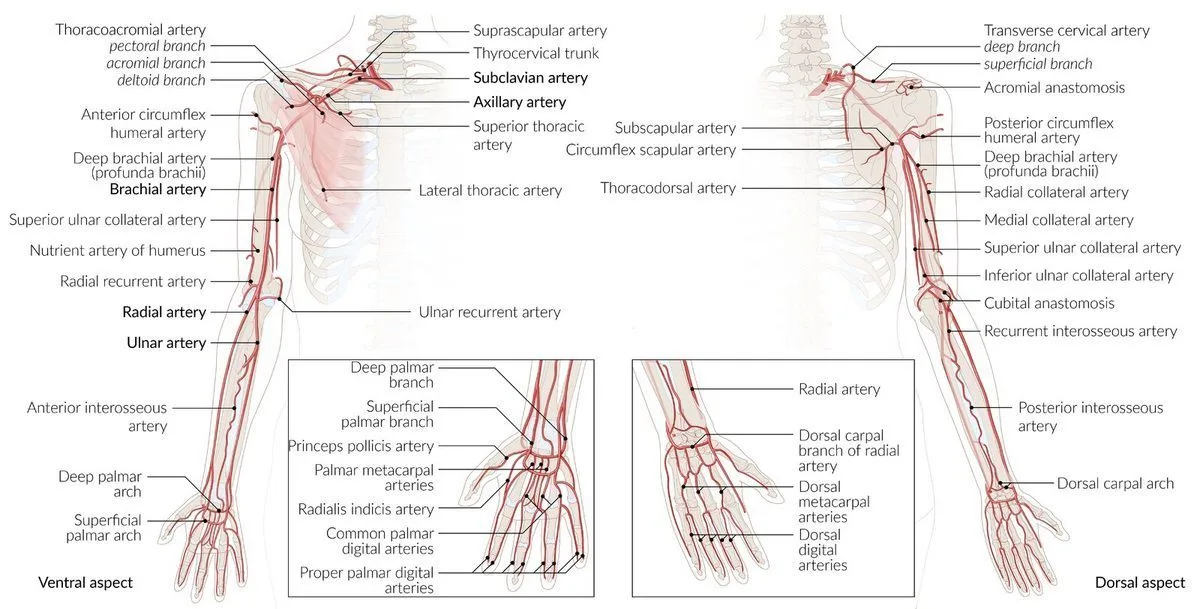 Thoracoacromial artery
pectoral branch
acromial branch
deltoid branch
Anterior circumflex
humeral artery
Deep brachial artery
(profunda brachii)
Brachial artery
Superior ulnar collateral artery
Nutrient artery of humerus
Radial recurrent artery
Radial artery
Ulnar artery
Anterior interosseous
artery
Deep palmar
arch
Superficial
palmar arch
Ventral aspect
Suprascapular artery
Thyrocervical trunk
Subclavian artery
Axillary artery
Superior thoracic
artery
Lateral thoracic artery
Ulnar recurrent artery
Deep palmar
branch
Superficial
palmar branch
Princeps pollicis artery
Palmar metacarpal
arteries
Radialis indicis artery
Common palmar
digital arteries
Proper palmar digital
arteries
Subscapular artery
Circumflex scapular artery
Thoracodorsal artery
Radial artery
Dorsal carpal
branch of radial
artery
Dorsal
metacarpal
arteries
Dorsal
digital
arteries
Transverse cervical artery
deep branch
superficial branch
Acromial anastomosis
Posterior circumflex
humeral artery
Deep brachial artery
(profunda brachii)
Radial collateral artery
Medial collateral artery
Superior ulnar collateral artery
Inferior ulnar collateral artery
Cubital anastomosis
Recurrent interosseous artery
Posterior interosseous
artery
Dorsal carpal arch
Dorsal aspect